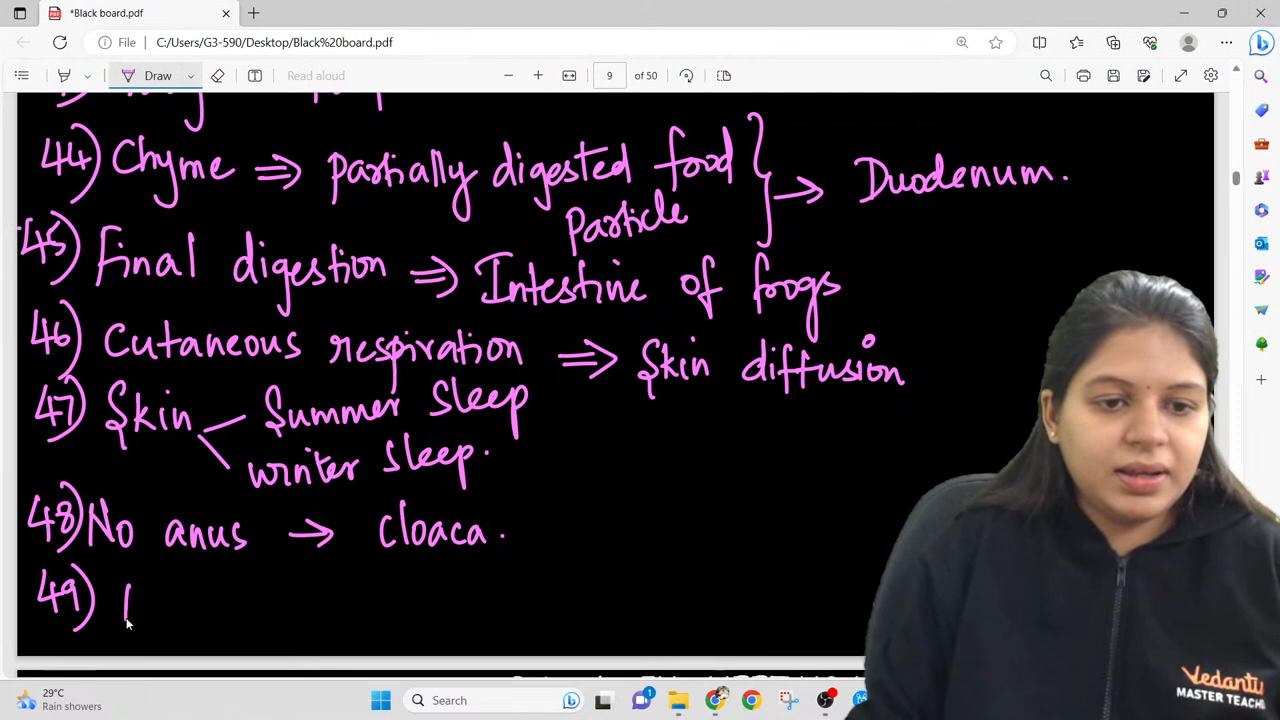 *Black board.pdf
File C:/Users/G3-590/Desktop/Black%20board.pdf
Draw Read aloud 9 of 50
44) Chyme ⇒ partially digested food } → Duodenum.
particle
45) Final digestion ⇒ Intestine of frogs
46) Cutaneous respiration ⇒ Skin diffusion
47) Skin Summer sleep
winter sleep.
48) No anus → cloaca.
49)
Vedantu
MASTER TEACH
29°C
Rain showers
Search
1